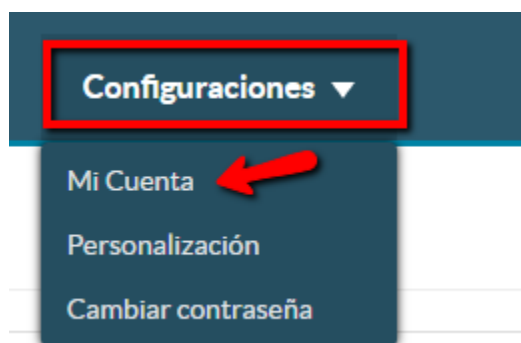 Configuraciones
Mi Cuenta
Personalización
Cambiar contraseña